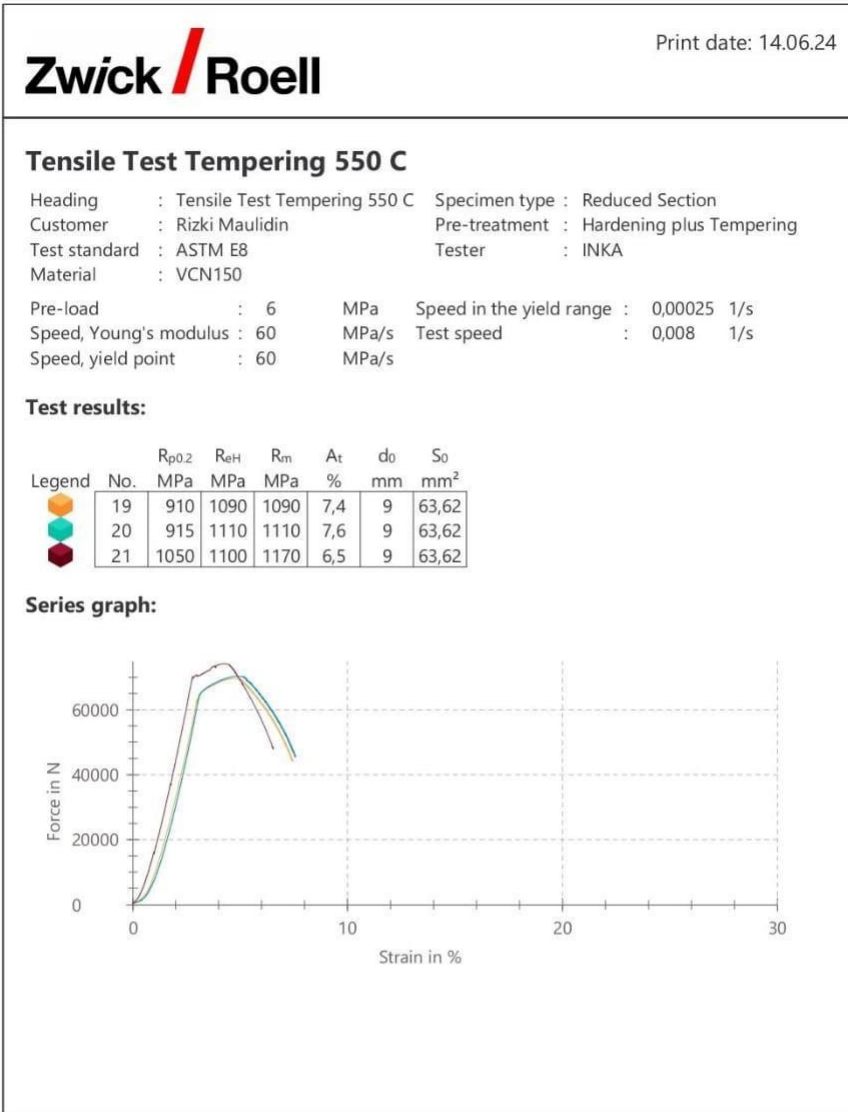 Print date: 14.06.24
Zwick / Roell
Tensile Test Tempering 550 C
Heading : Tensile Test Tempering 550 C Specimen type : Reduced Section
Customer : Rizki Maulidin Pre-treatment : Hardening plus Tempering
Test standard : ASTM E8 Tester : INKA
Material : VCN150
Pre-load : 6 MPa Speed in the yield range : 0,00025 1/s
Speed, Young's modulus : 60 MPa/s Test speed : 0,008 1/s
Speed, yield point : 60 MPa/s
Test results:
Rp0.2 ReH Rm At d0 S0
Legend No. MPa MPa MPa % mm mm²
19 910 1090 1090 7,4 9 63,62
20 915 1110 1110 7,6 9 63,62
21 1050 1100 1170 6,5 9 63,62
Series graph:
60000
40000
20000
0
Force in N
0 10 20 30
Strain in %